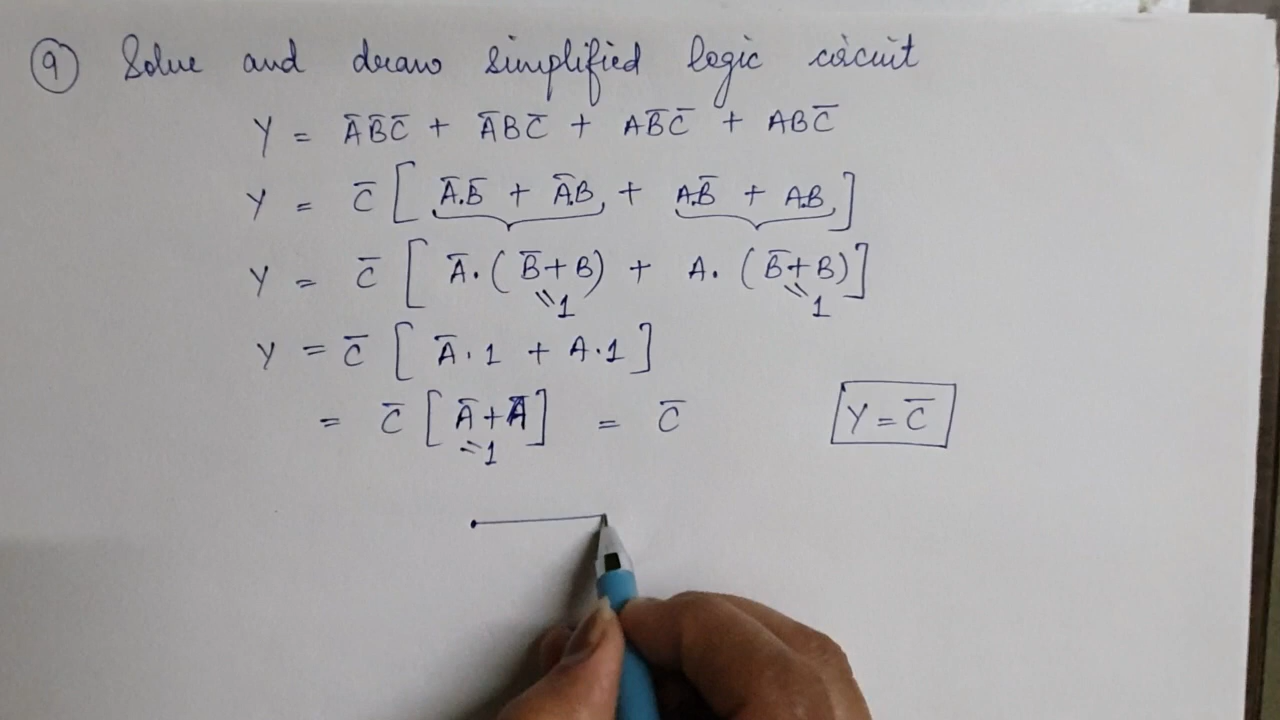 9 Solve and draw simplified logic circuit
Y = A̅B̅C̅ + A̅BC̅ + AB̅C̅ + ABC̅
Y = C̅ [ A̅.B̅ + A̅B + A.B̅ + A.B ]
Y = C̅ [ A̅.(B̅+B) + A.(B̅+B) ]
=1 =1
Y = C̅ [ A̅.1 + A.1 ]
= C̅ [ A̅+A ] = C̅ Y = C̅
=1